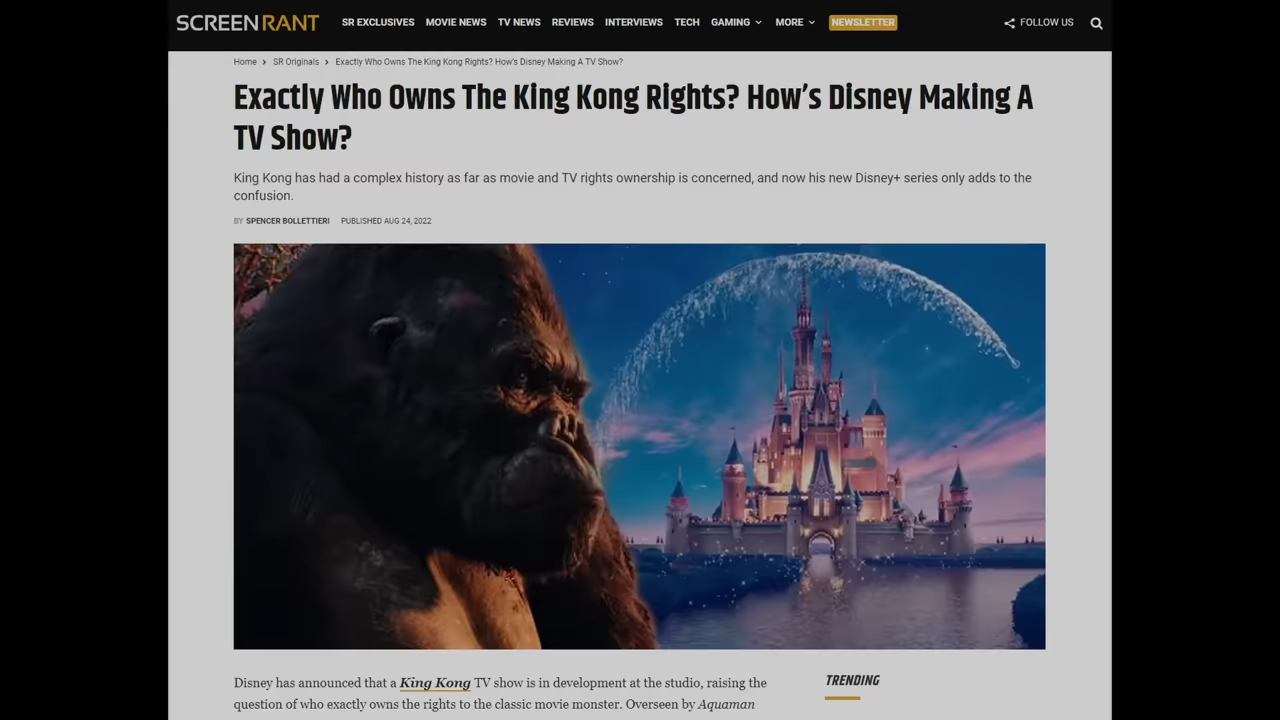 SCREENRANT SR EXCLUSIVES MOVIE NEWS TV NEWS REVIEWS INTERVIEWS TECH GAMING MORE NEWSLETTER FOLLOW US
Home > SR Originals > Exactly Who Owns The King Kong Rights? How's Disney Making A TV Show?
Exactly Who Owns The King Kong Rights? How’s Disney Making A
TV Show?
King Kong has had a complex history as far as movie and TV rights ownership is concerned, and now his new Disney+ series only adds to the
confusion.
BY SPENCER BOLLETTIERI PUBLISHED AUG 24, 2022
Disney has announced that a King Kong TV show is in development at the studio, raising the
question of who exactly owns the rights to the classic movie monster. Overseen by Aquaman
TRENDING